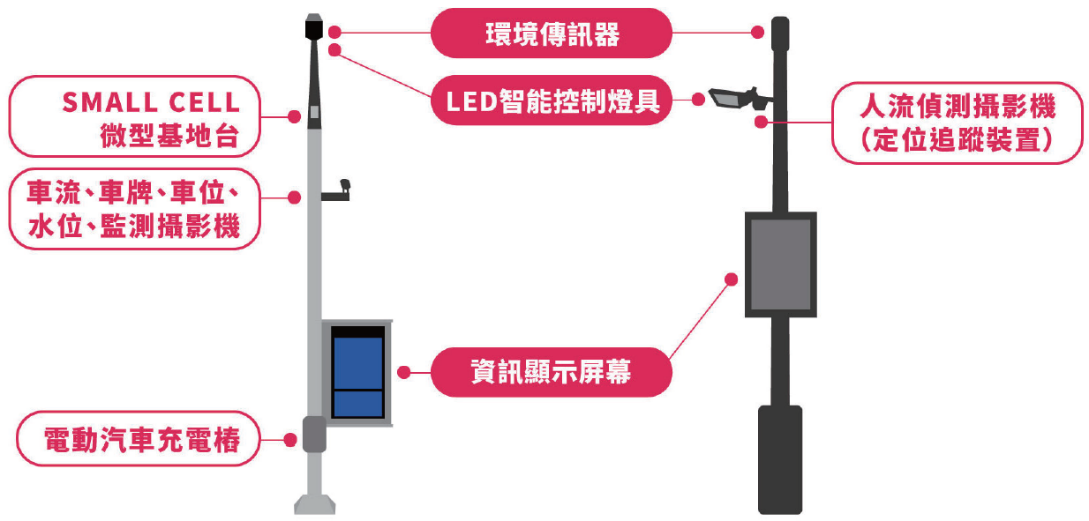 環境傳訊器
SMALL CELL
微型基地台
LED智能控制燈具
人流偵測攝影機
(定位追蹤裝置)
車流、車牌、車位、
水位、監測攝影機
資訊顯示屏幕
電動汽車充電樁